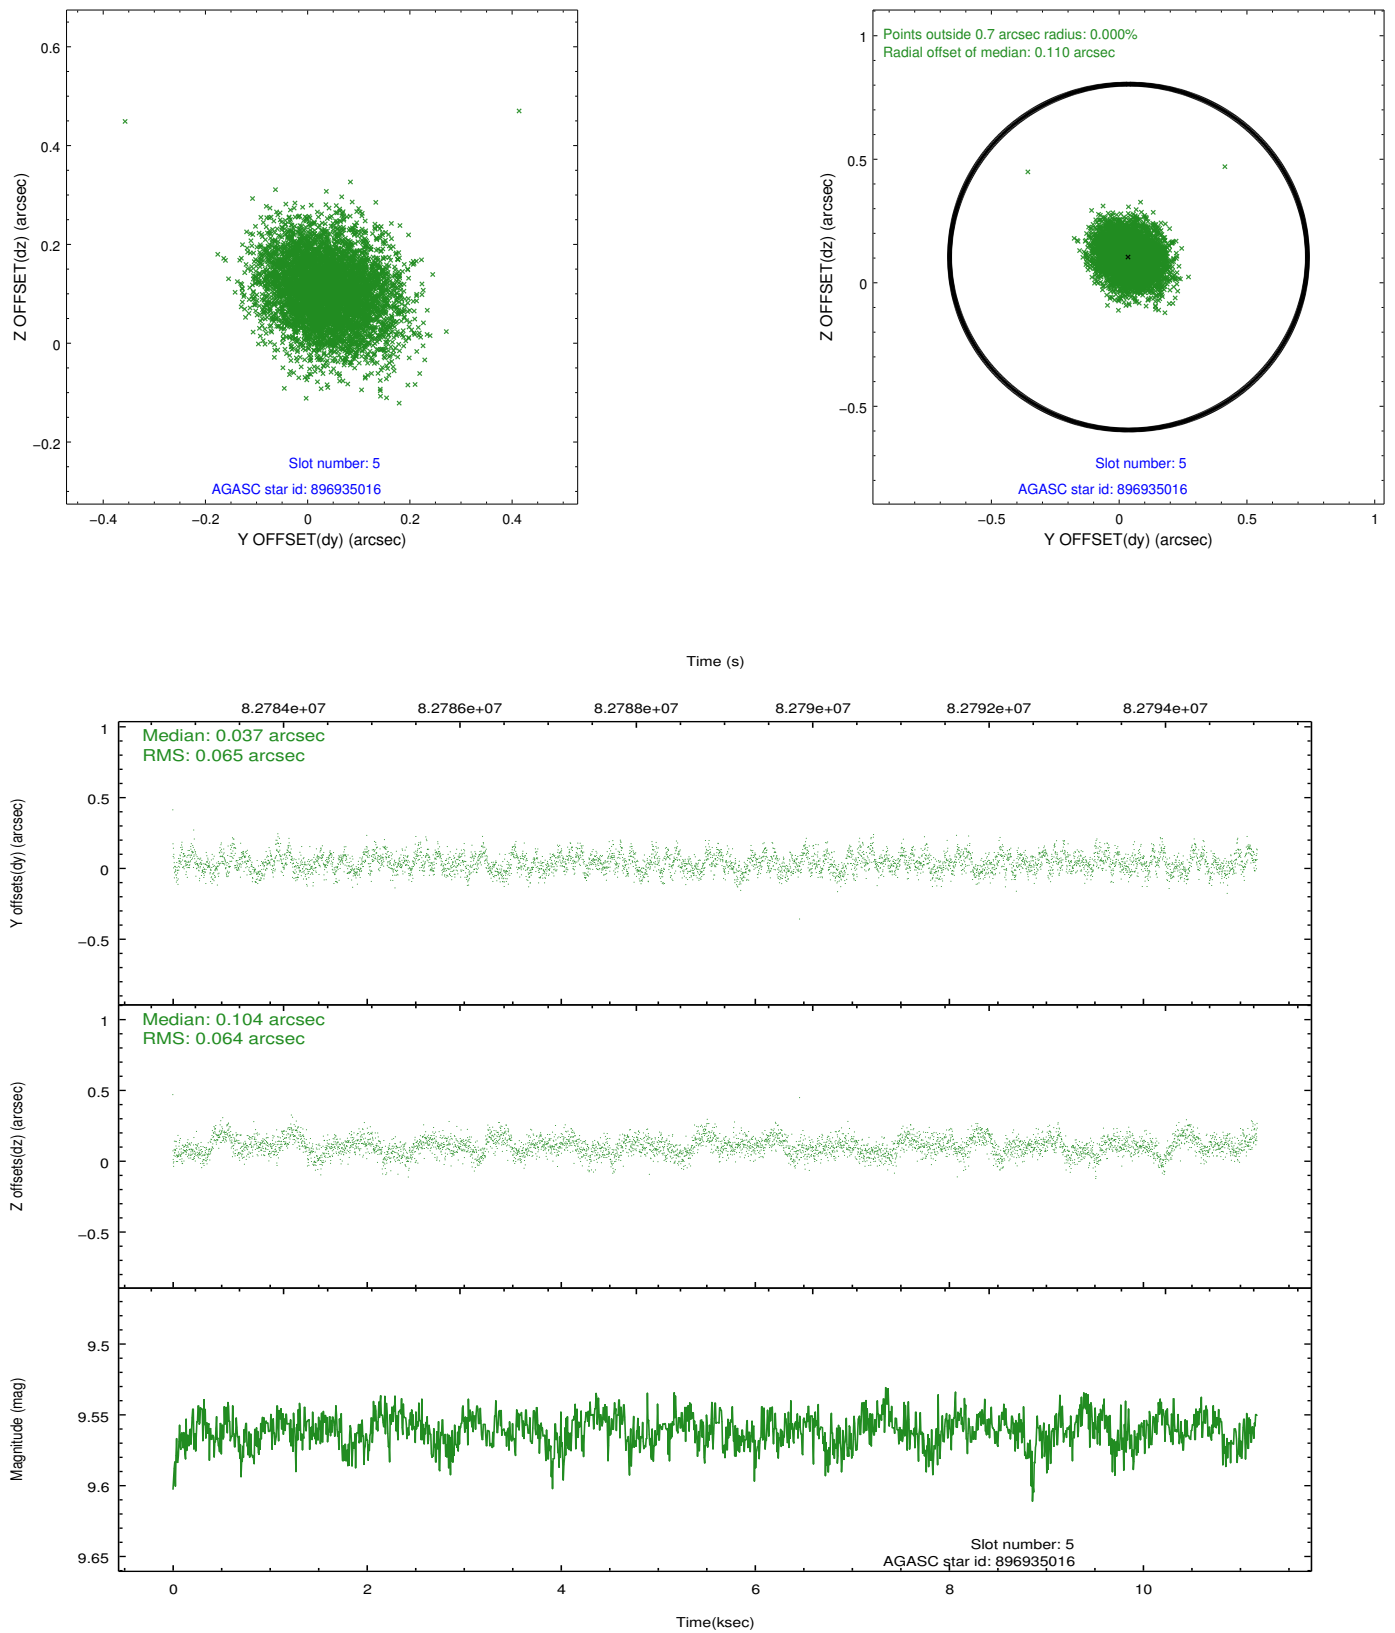 0.6
0.4
0.2
0
−0.2
Z OFFSET(dz) (arcsec)
Slot number: 5
AGASC star id: 896935016
−0.4 −0.2 0 0.2 0.4
Y OFFSET(dy) (arcsec)
Points outside 0.7 arcsec radius: 0.000%
Radial offset of median: 0.110 arcsec
1
0.5
0
−0.5
Z OFFSET(dz) (arcsec)
Slot number: 5
AGASC star id: 896935016
−0.5 0 0.5 1
Y OFFSET(dy) (arcsec)
Time (s)
8.2784e+07 8.2786e+07 8.2788e+07 8.279e+07 8.2792e+07 8.2794e+07
Median: 0.037 arcsec
RMS: 0.065 arcsec
1
0.5
0
−0.5
Y offsets(dy) (arcsec)
Median: 0.104 arcsec
RMS: 0.064 arcsec
1
0.5
0
−0.5
Z offsets(dz) (arcsec)
9.5
9.55
9.6
9.65
Magnitude (mag)
Slot number: 5
AGASC star id: 896935016
0 2 4 6 8 10
Time(ksec)